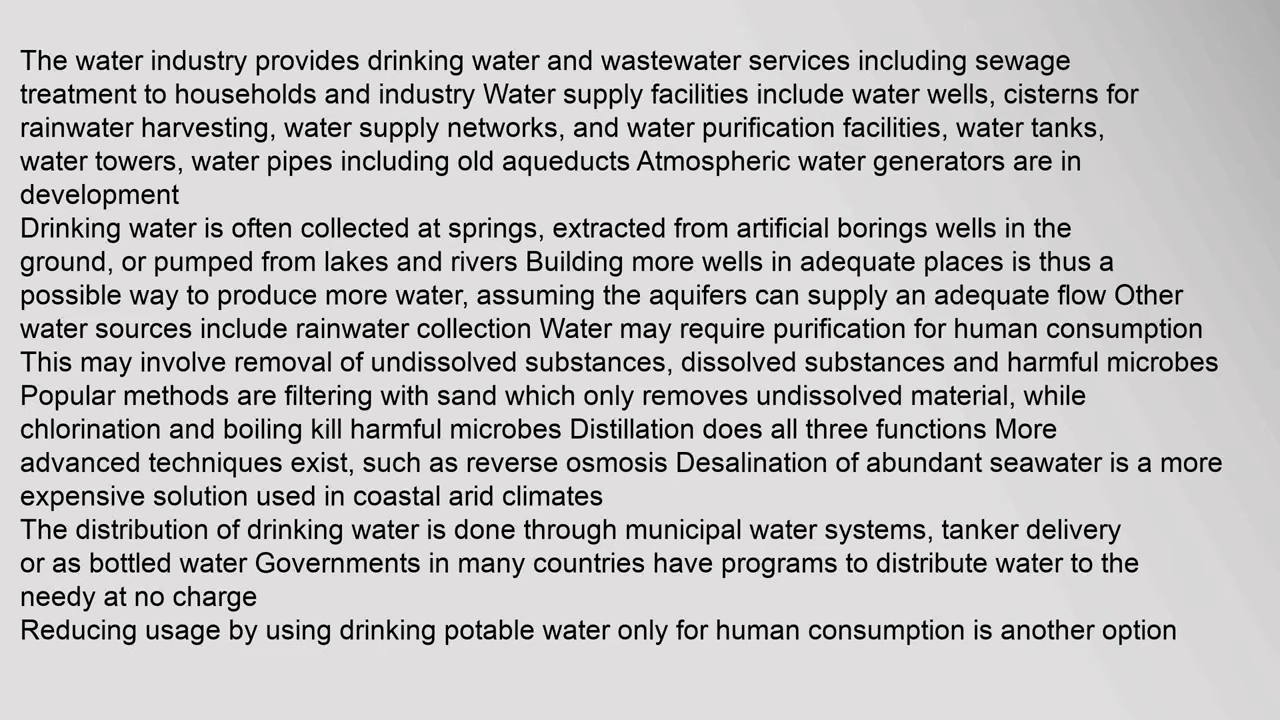 The water industry provides drinking water and wastewater services including sewage
treatment to households and industry Water supply facilities include water wells, cisterns for
rainwater harvesting, water supply networks, and water purification facilities, water tanks,
water towers, water pipes including old aqueducts Atmospheric water generators are in
development
Drinking water is often collected at springs, extracted from artificial borings wells in the
ground, or pumped from lakes and rivers Building more wells in adequate places is thus a
possible way to produce more water, assuming the aquifers can supply an adequate flow Other
water sources include rainwater collection Water may require purification for human consumption
This may involve removal of undissolved substances, dissolved substances and harmful microbes
Popular methods are filtering with sand which only removes undissolved material, while
chlorination and boiling kill harmful microbes Distillation does all three functions More
advanced techniques exist, such as reverse osmosis Desalination of abundant seawater is a more
expensive solution used in coastal arid climates
The distribution of drinking water is done through municipal water systems, tanker delivery
or as bottled water Governments in many countries have programs to distribute water to the
needy at no charge
Reducing usage by using drinking potable water only for human consumption is another option